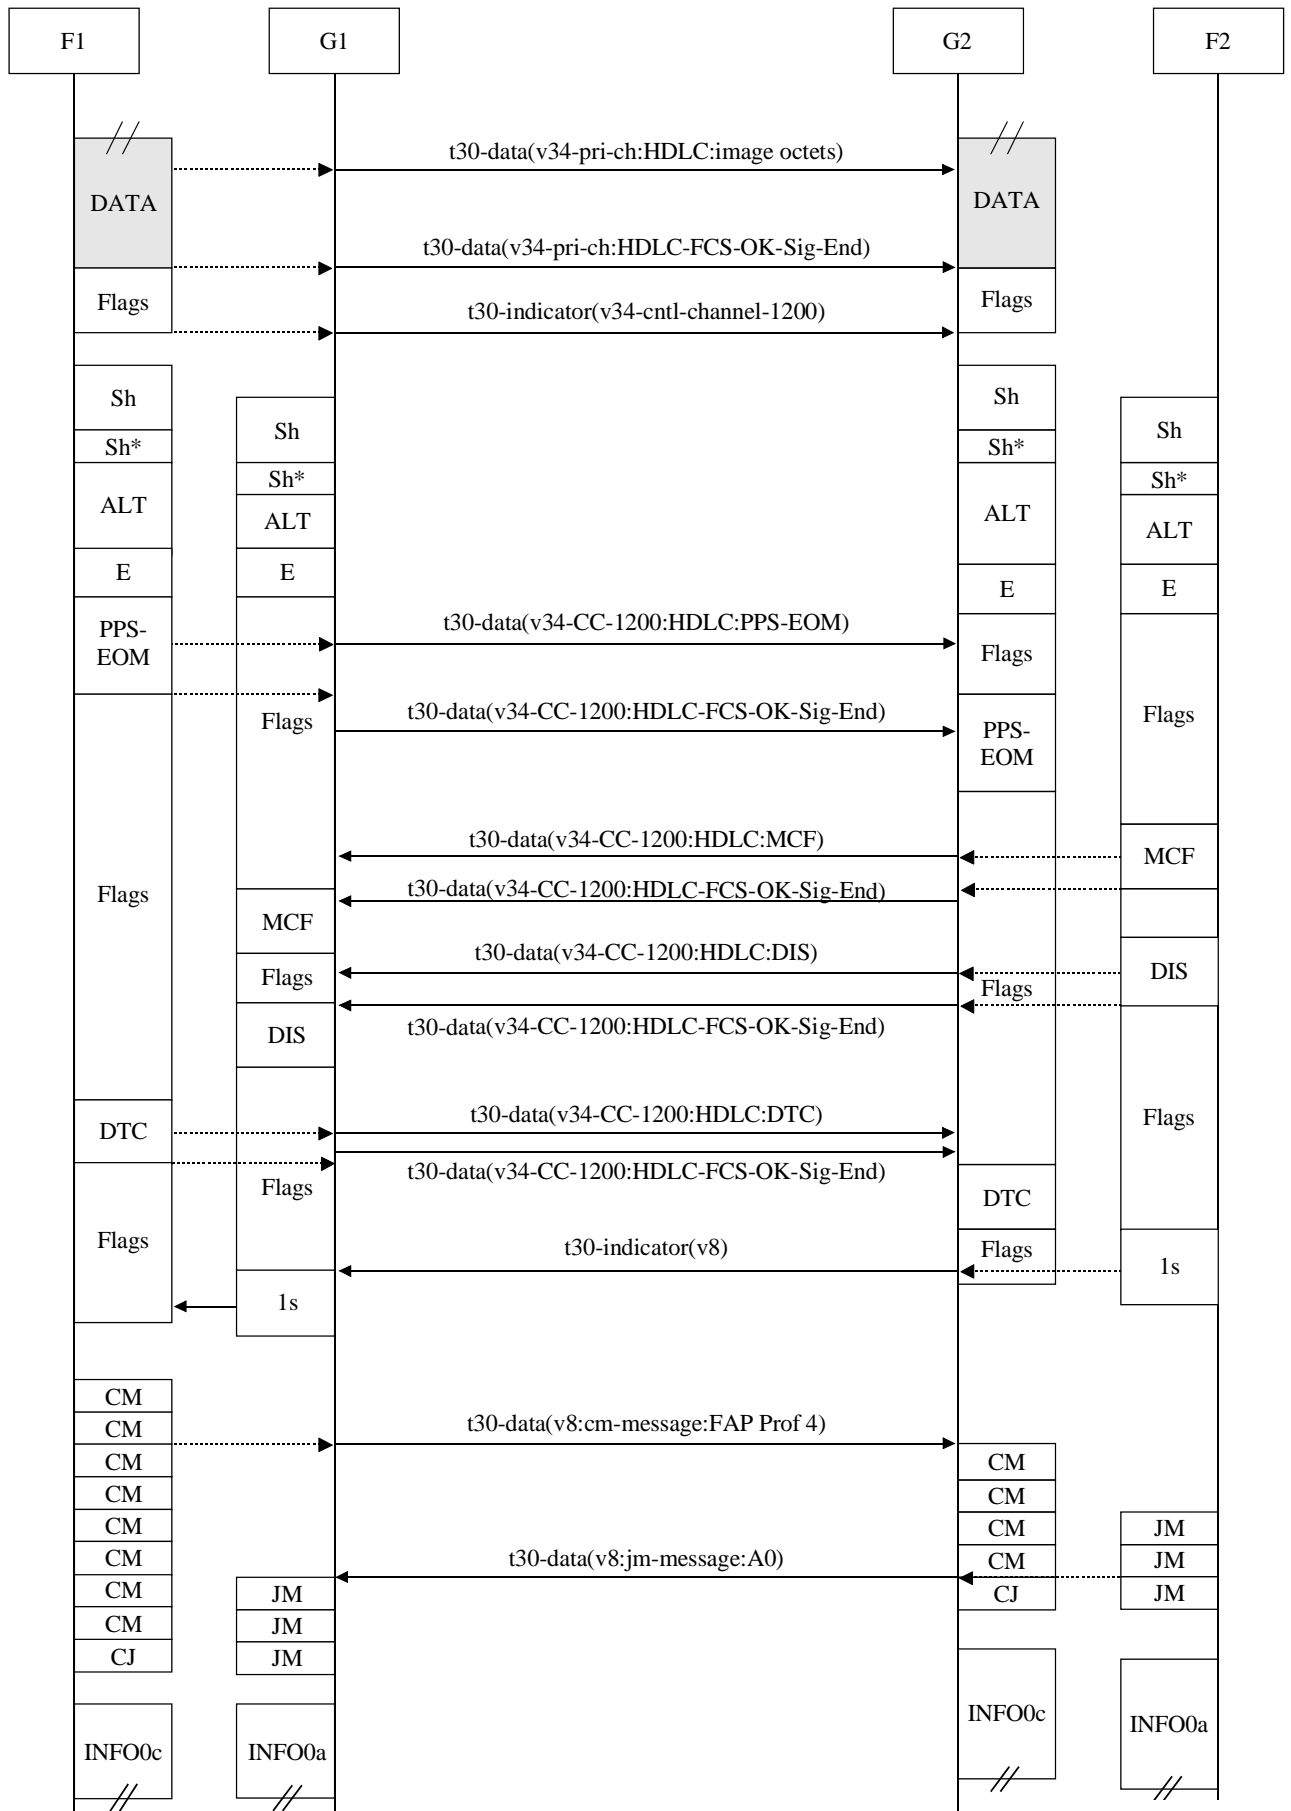 F1
G1
G2
F2
t30-data(v34-pri-ch:HDLC:image octets)
DATA
DATA
t30-data(v34-pri-ch:HDLC-FCS-OK-Sig-End)
Flags
Flags
t30-indicator(v34-cntl-channel-1200)
Sh
Sh
Sh
Sh
Sh*
Sh*
Sh*
Sh*
ALT
ALT
ALT
ALT
E
E
E
E
PPS-
EOM
t30-data(v34-CC-1200:HDLC:PPS-EOM)
Flags
Flags
t30-data(v34-CC-1200:HDLC-FCS-OK-Sig-End)
PPS-
EOM
Flags
t30-data(v34-CC-1200:HDLC:MCF)
MCF
Flags
t30-data(v34-CC-1200:HDLC-FCS-OK-Sig-End)
MCF
t30-data(v34-CC-1200:HDLC:DIS)
Flags
Flags
DIS
t30-data(v34-CC-1200:HDLC-FCS-OK-Sig-End)
DIS
DTC
t30-data(v34-CC-1200:HDLC:DTC)
Flags
t30-data(v34-CC-1200:HDLC-FCS-OK-Sig-End)
Flags
DTC
Flags
t30-indicator(v8)
Flags
1s
1s
CM
CM
t30-data(v8:cm-message:FAP Prof 4)
CM
CM
CM
CM
CM
CM
JM
CM
t30-data(v8:jm-message:A0)
CM
JM
CM
JM
CJ
JM
CM
JM
CJ
JM
INFO0c
INFO0a
INFO0c
INFO0a